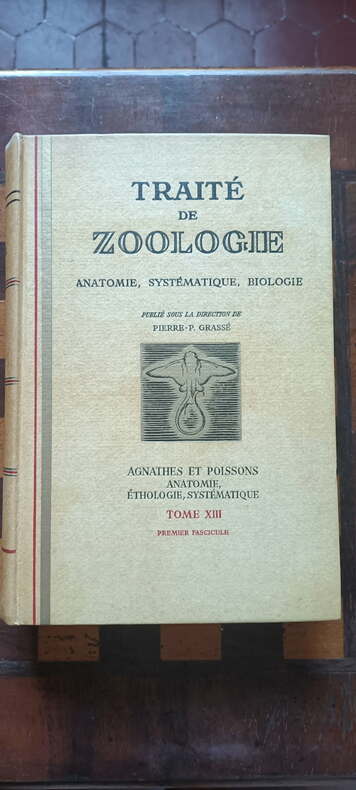 TRAITÉ
DE
ZOOLOGIE
ANATOMIE, SYSTÉMATIQUE, BIOLOGIE
PUBLIÉ SOUS LA DIRECTION DE
PIERRE-P. GRASSÉ
AGNATHES ET POISSONS
ANATOMIE,
ÉTHOLOGIE, SYSTÉMATIQUE
TOME XIII
PREMIER FASCICULE